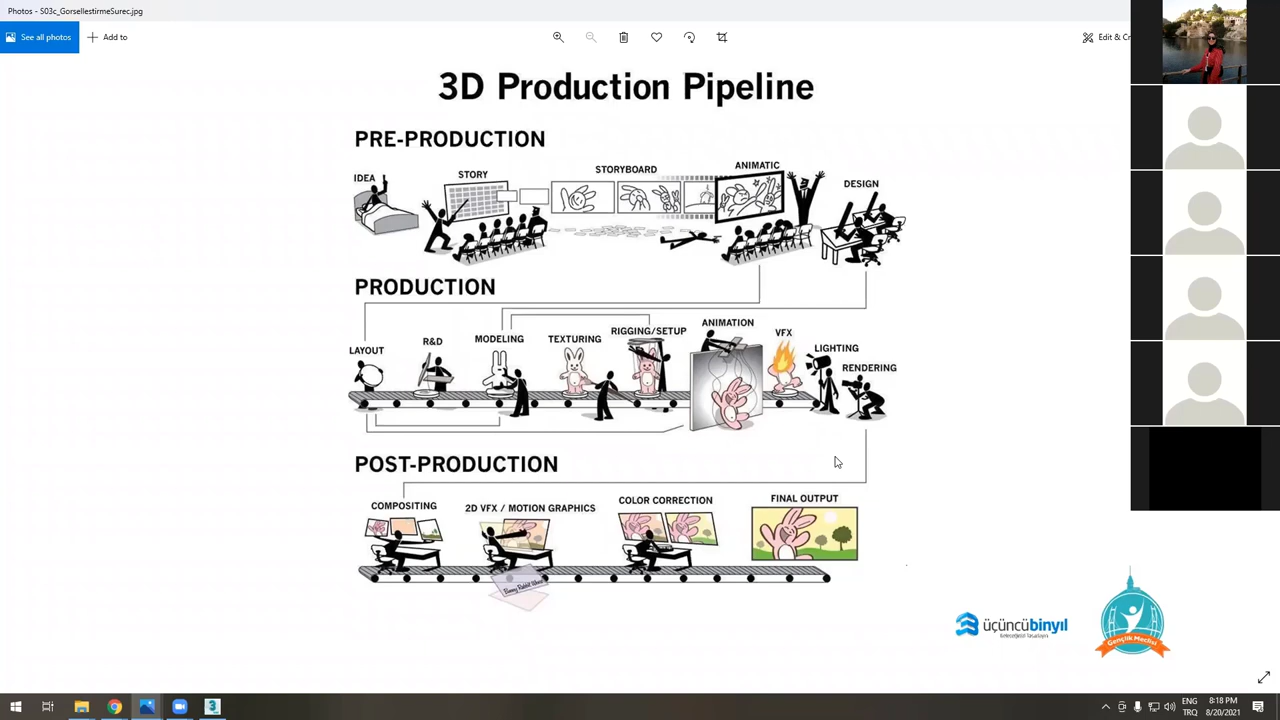 Photos - S03c_GorsellestirmeSurec.jpg
See all photos
Add to
Edit & Cr
3D Production Pipeline
PRE-PRODUCTION
IDEA
STORY
STORYBOARD
ANIMATIC
DESIGN
PRODUCTION
LAYOUT
R&D
MODELING
TEXTURING
RIGGING/SETUP
ANIMATION
VFX
LIGHTING
RENDERING
POST-PRODUCTION
COMPOSITING
2D VFX / MOTION GRAPHICS
COLOR CORRECTION
FINAL OUTPUT
üçüncübinyıl
Gençlik Meclisi
ENG
TRQ
8:18 PM
8/20/2021